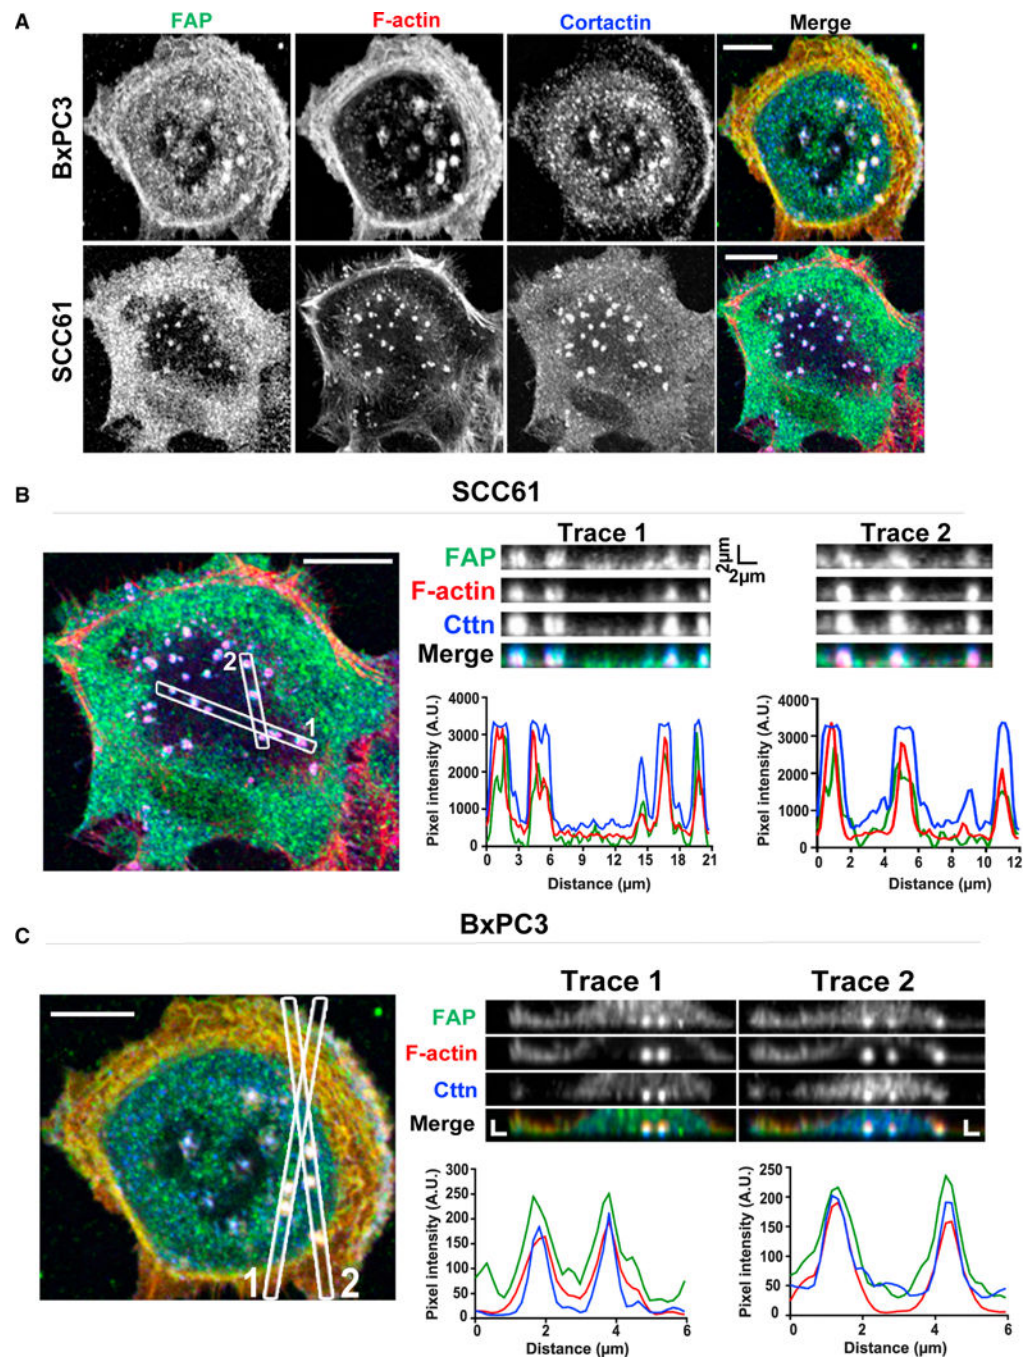 A
FAP F-actin Cortactin Merge
BxPC3
SCC61
B
SCC61
Trace 1 Trace 2
FAP
F-actin
Cttn
Merge
2μm
2μm
2
1
Pixel intensity (A.U.)
4000
3000
2000
1000
0
0 3 6 9 12 15 18 21
Distance (μm)
Pixel intensity (A.U.)
4000
3000
2000
1000
0
0 2 4 6 8 10 12
Distance (μm)
C
BxPC3
Trace 1 Trace 2
FAP
F-actin
Cttn
Merge
1 2
Pixel intensity (A.U.)
300
250
200
150
100
50
0
0 2 4 6
Distance (μm)
Pixel intensity (A.U.)
250
200
150
100
50
0
0 2 4 6
Distance (μm)